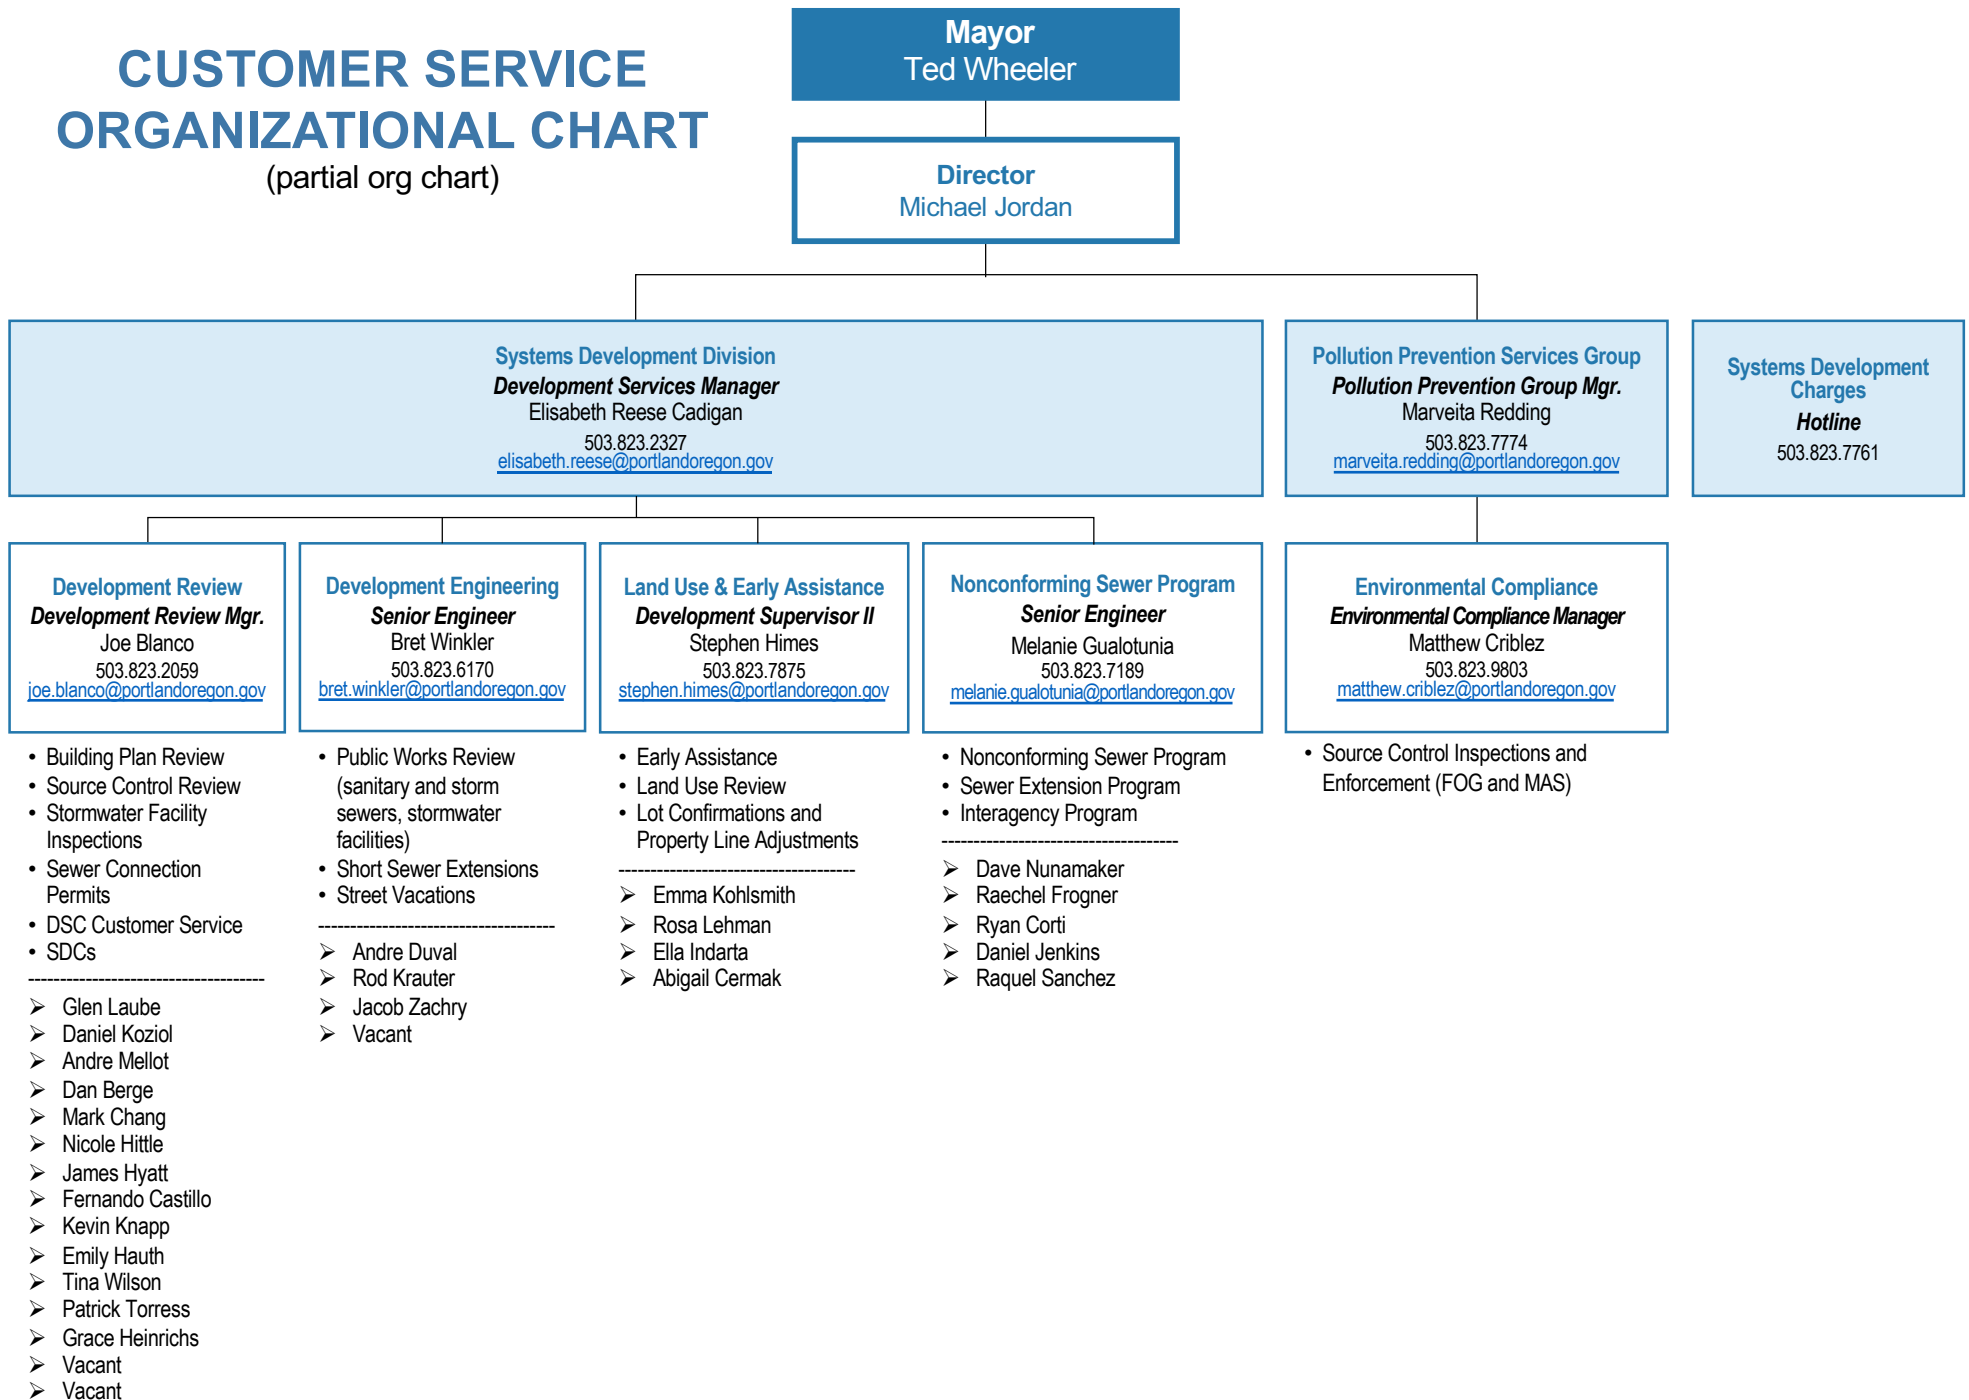 CUSTOMER SERVICE
ORGANIZATIONAL CHART
(partial org chart)
Mayor
Ted Wheeler
Director
Michael Jordan
Systems Development Division
Development Services Manager
Elisabeth Reese Cadigan
503.823.2327
elisabeth.reese@portlandoregon.gov
Pollution Prevention Services Group
Pollution Prevention Group Mgr.
Marveita Redding
503.823.7774
marveita.redding@portlandoregon.gov
Systems Development
Charges
Hotline
503.823.7761
Development Review
Development Review Mgr.
Joe Blanco
503.823.2059
joe.blanco@portlandoregon.gov
• Building Plan Review
• Source Control Review
• Stormwater Facility
Inspections
• Sewer Connection
Permits
• DSC Customer Service
• SDCs
-------------------------------------
➢ Glen Laube
➢ Daniel Koziol
➢ Andre Mellot
➢ Dan Berge
➢ Mark Chang
➢ Nicole Hittle
➢ James Hyatt
➢ Fernando Castillo
➢ Kevin Knapp
➢ Emily Hauth
➢ Tina Wilson
➢ Patrick Torress
➢ Grace Heinrichs
➢ Vacant
➢ Vacant
Development Engineering
Senior Engineer
Bret Winkler
503.823.6170
bret.winkler@portlandoregon.gov
• Public Works Review
(sanitary and storm
sewers, stormwater
facilities)
• Short Sewer Extensions
• Street Vacations
-------------------------------------
➢ Andre Duval
➢ Rod Krauter
➢ Jacob Zachry
➢ Vacant
Land Use & Early Assistance
Development Supervisor II
Stephen Himes
503.823.7875
stephen.himes@portlandoregon.gov
• Early Assistance
• Land Use Review
• Lot Confirmations and
Property Line Adjustments
-------------------------------------
➢ Emma Kohlsmith
➢ Rosa Lehman
➢ Ella Indarta
➢ Abigail Cermak
Nonconforming Sewer Program
Senior Engineer
Melanie Gualotunia
503.823.7189
melanie.gualotunia@portlandoregon.gov
• Nonconforming Sewer Program
• Sewer Extension Program
• Interagency Program
-------------------------------------
➢ Dave Nunamaker
➢ Raechel Frogner
➢ Ryan Corti
➢ Daniel Jenkins
➢ Raquel Sanchez
Environmental Compliance
Environmental Compliance Manager
Matthew Criblez
503.823.9803
matthew.criblez@portlandoregon.gov
• Source Control Inspections and
Enforcement (FOG and MAS)